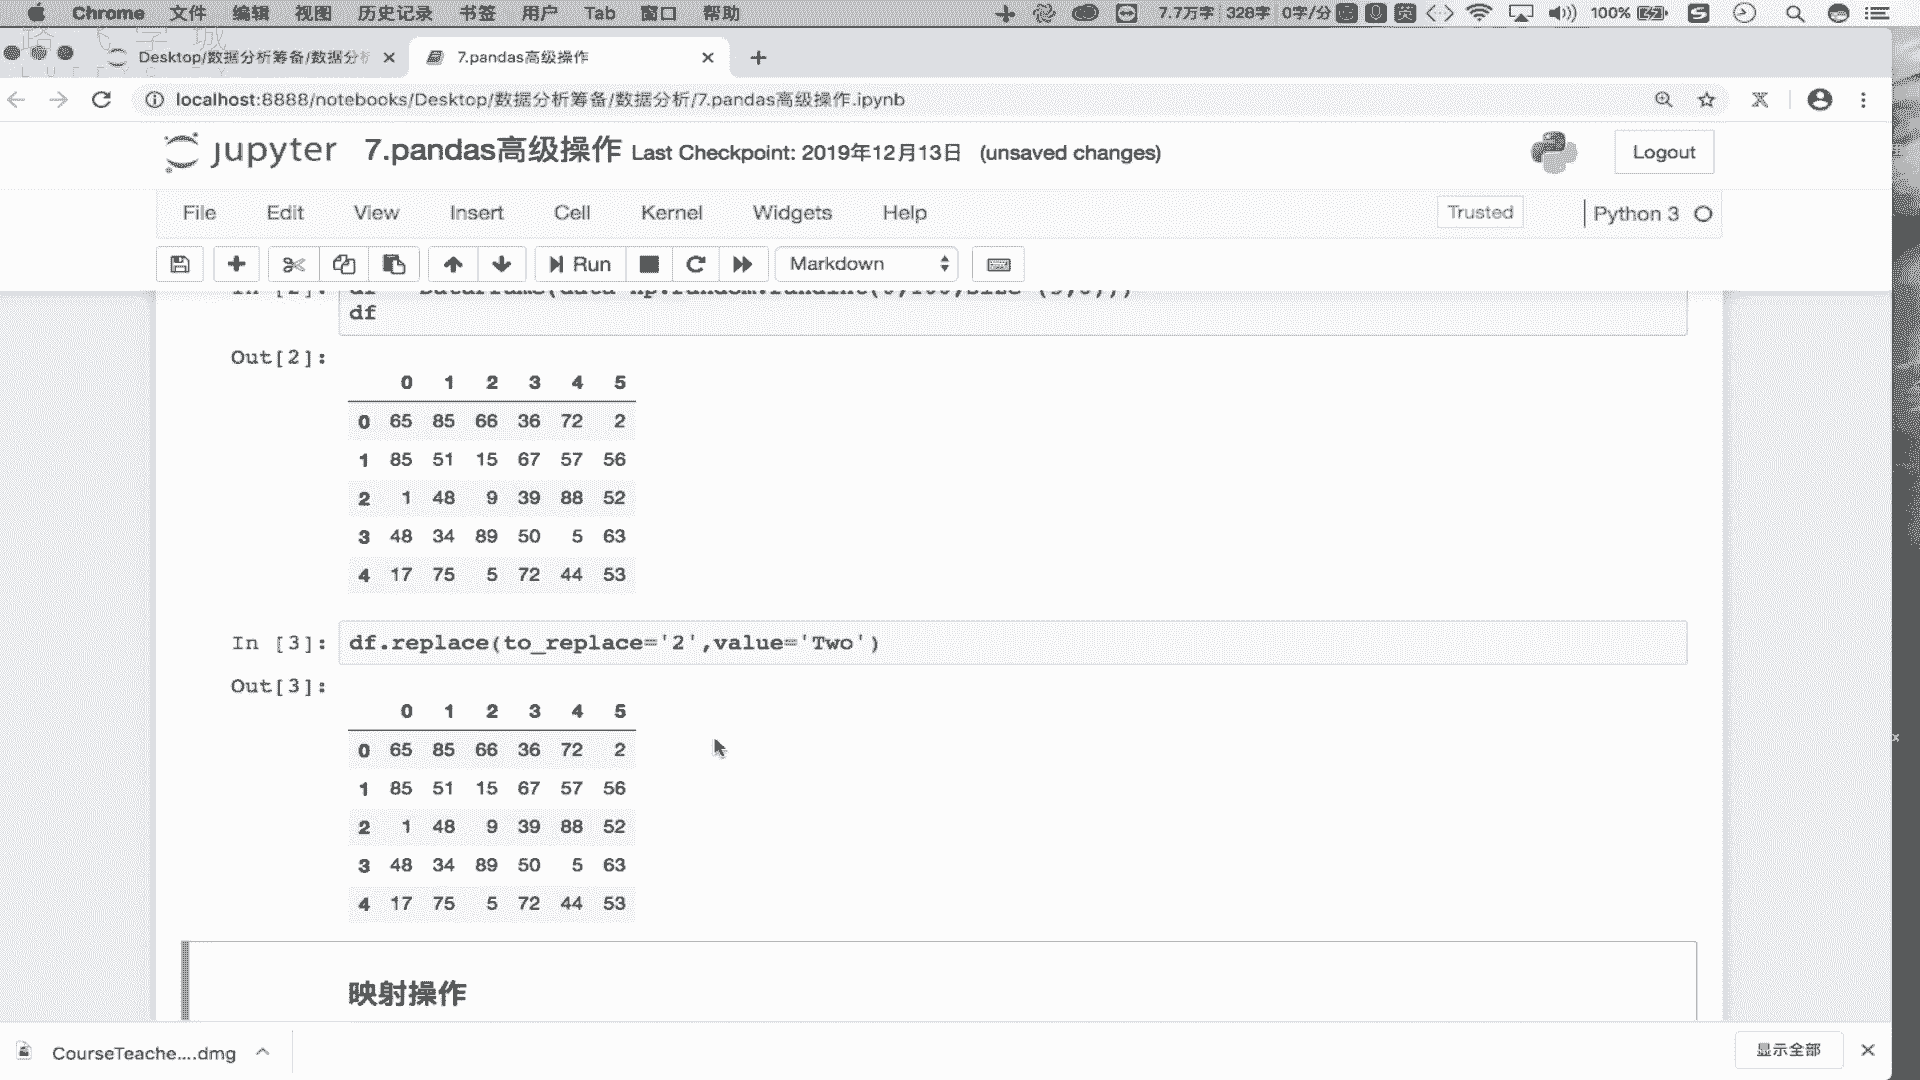 Chrome 文件 编辑 视图 历史记录 书签 用户 Tab 窗口 帮助 7.7万字 328字 0字/分 英 100%
Desktop/数据分析筹备/数据分析
7.pandas高级操作
localhost:8888/notebooks/Desktop/数据分析筹备/数据分析/7.pandas高级操作.ipynb
jupyter 7.pandas高级操作 Last Checkpoint: 2019年12月13日 (unsaved changes)
Logout
File Edit View Insert Cell Kernel Widgets Help
Trusted Python 3
Run Markdown
df
Out[2]:
0 1 2 3 4 5
0 65 85 66 36 72 2
1 85 51 15 67 57 56
2 1 48 9 39 88 52
3 48 34 89 50 5 63
4 17 75 5 72 44 53
In [3]: df.replace(to_replace='2',value='Two')
Out[3]:
0 1 2 3 4 5
0 65 85 66 36 72 2
1 85 51 15 67 57 56
2 1 48 9 39 88 52
3 48 34 89 50 5 63
4 17 75 5 72 44 53
映射操作
CourseTeache....dmg
显示全部